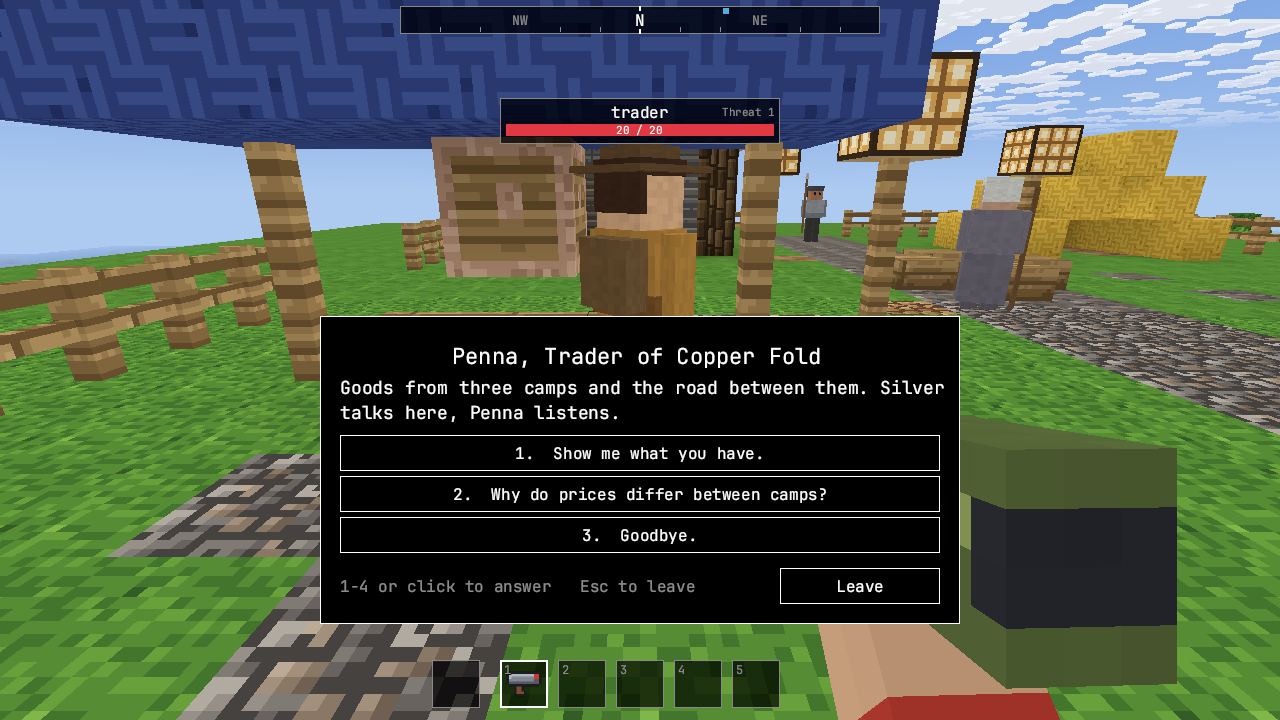 NW N NE
trader Threat 1
20 / 20
Penna, Trader of Copper Fold
Goods from three camps and the road between them. Silver
talks here, Penna listens.
1. Show me what you have.
2. Why do prices differ between camps?
3. Goodbye.
1-4 or click to answer Esc to leave Leave
1 2 3 4 5